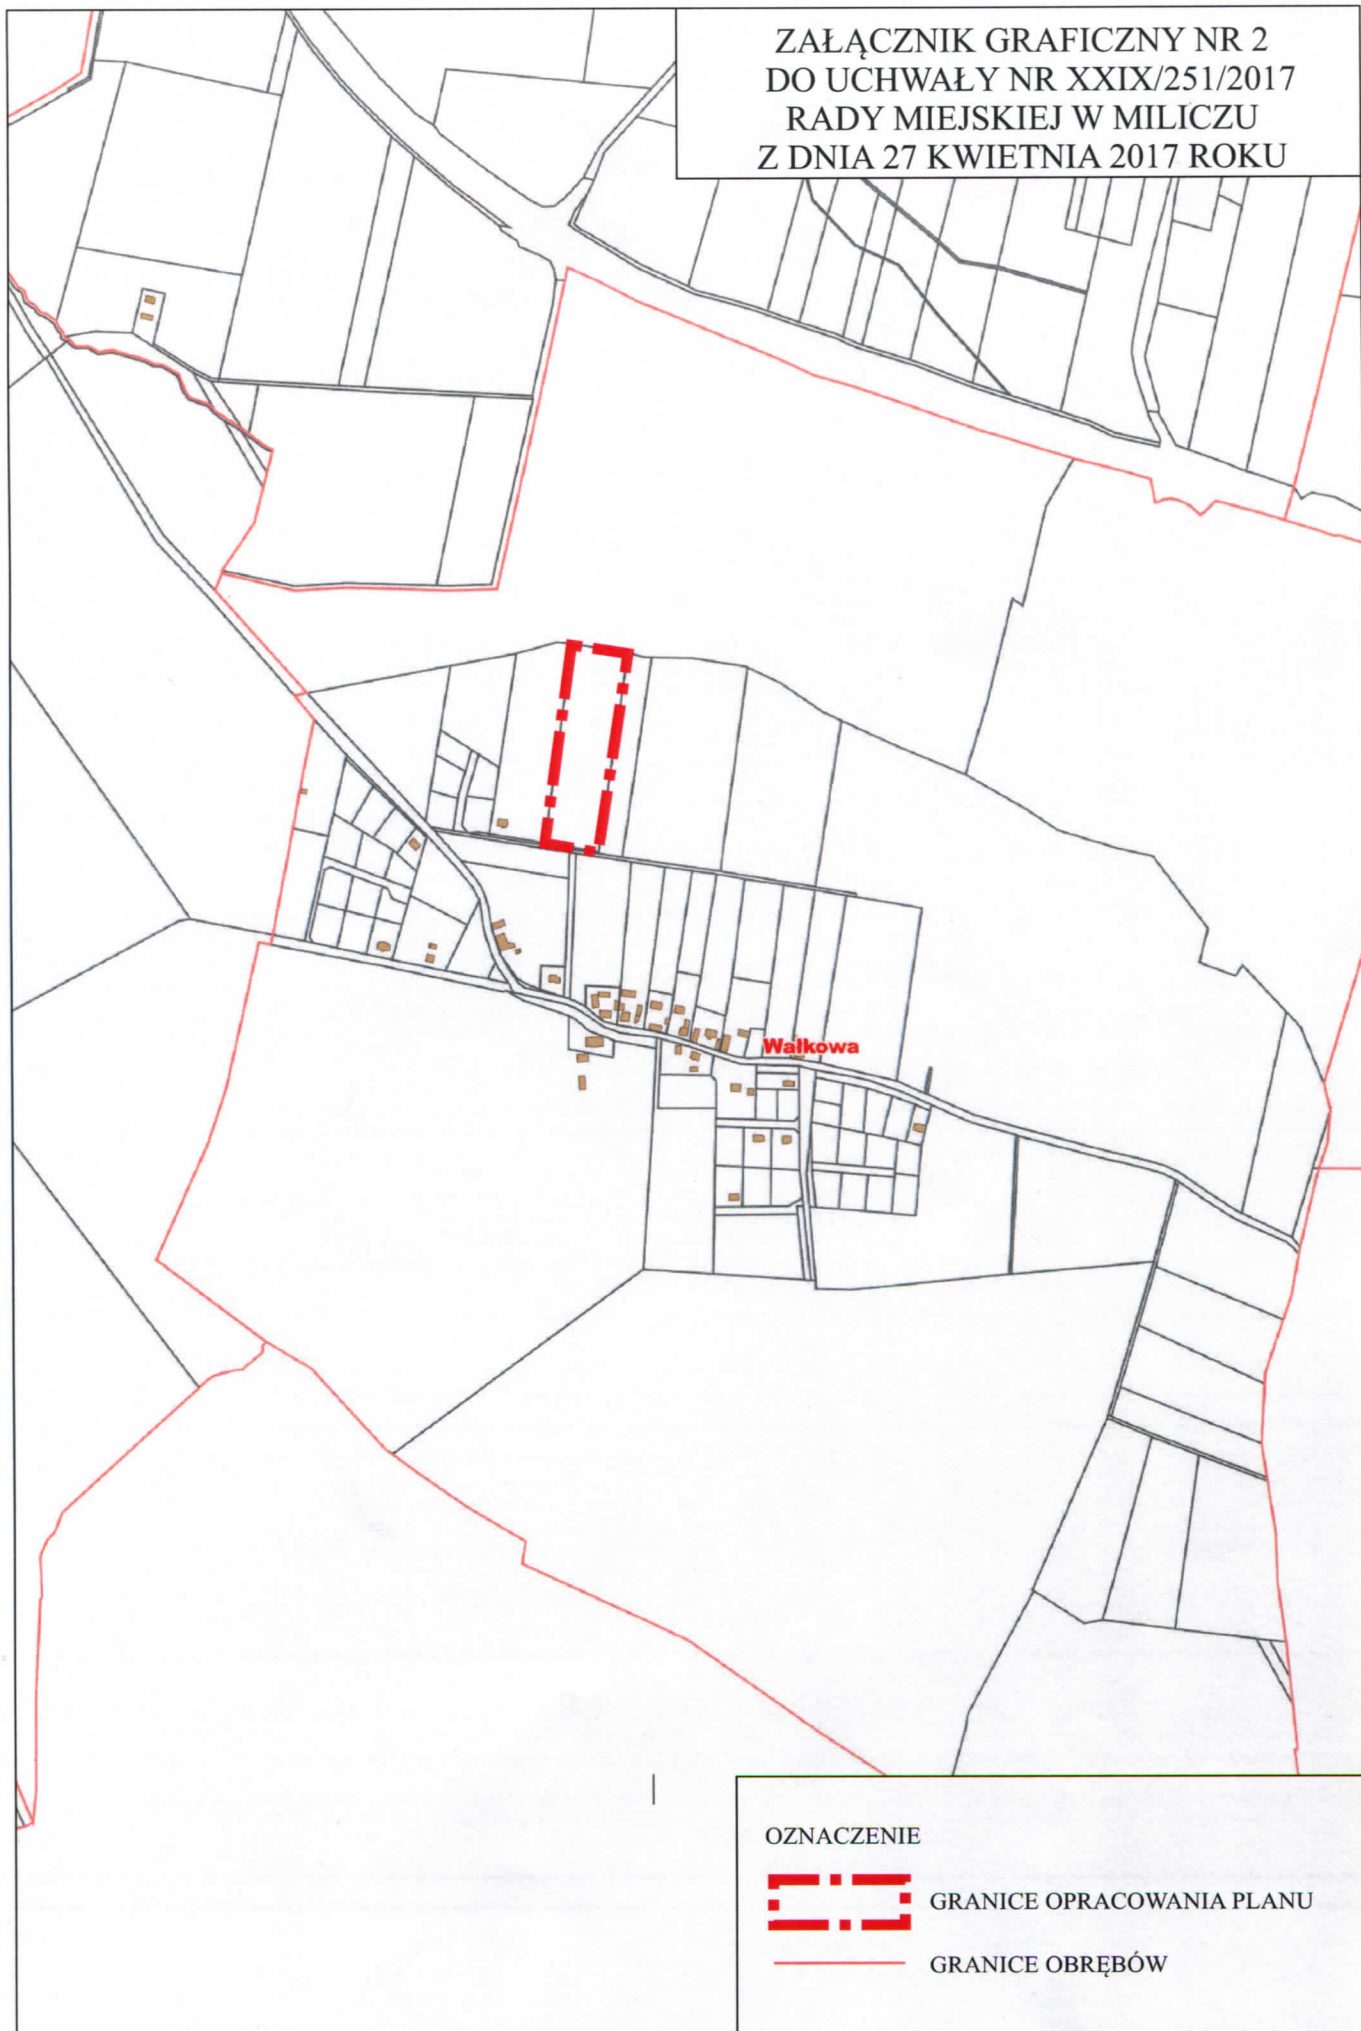 ZAŁĄCZNIK GRAFICZNY NR 2
DO UCHWAŁY NR XXIX/251/2017
RADY MIEJSKIEJ W MILICZU
Z DNIA 27 KWIETNIA 2017 ROKU
Wałkowa
OZNACZENIE
GRANICE OPRACOWANIA PLANU
GRANICE OBRĘBÓW